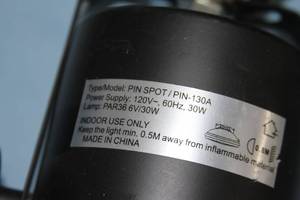 Type/Model: PIN SPOT / PIN-130A
Power Supply: 120V~, 60Hz, 30W
Lamp: PAR36 6V/30W
INDOOR USE ONLY
0.5M
Keep the light min. 0.5M away from inflammable material
MADE IN CHINA